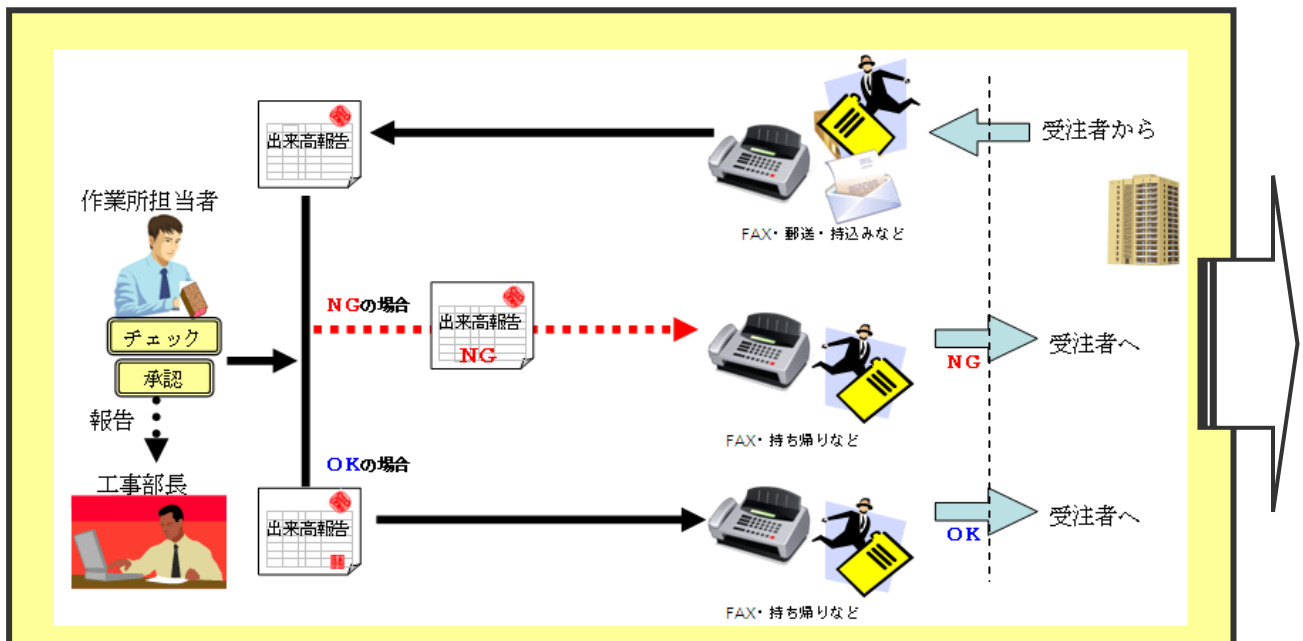 受注者から
出来高報告
FAX・郵送・持込みなど
作業所担当者
チェック
承認
報告
工事部長
NGの場合
出来高報告
NG
NG
受注者へ
FAX・持ち帰りなど
OKの場合
出来高報告
OK
受注者へ
FAX・持ち帰りなど